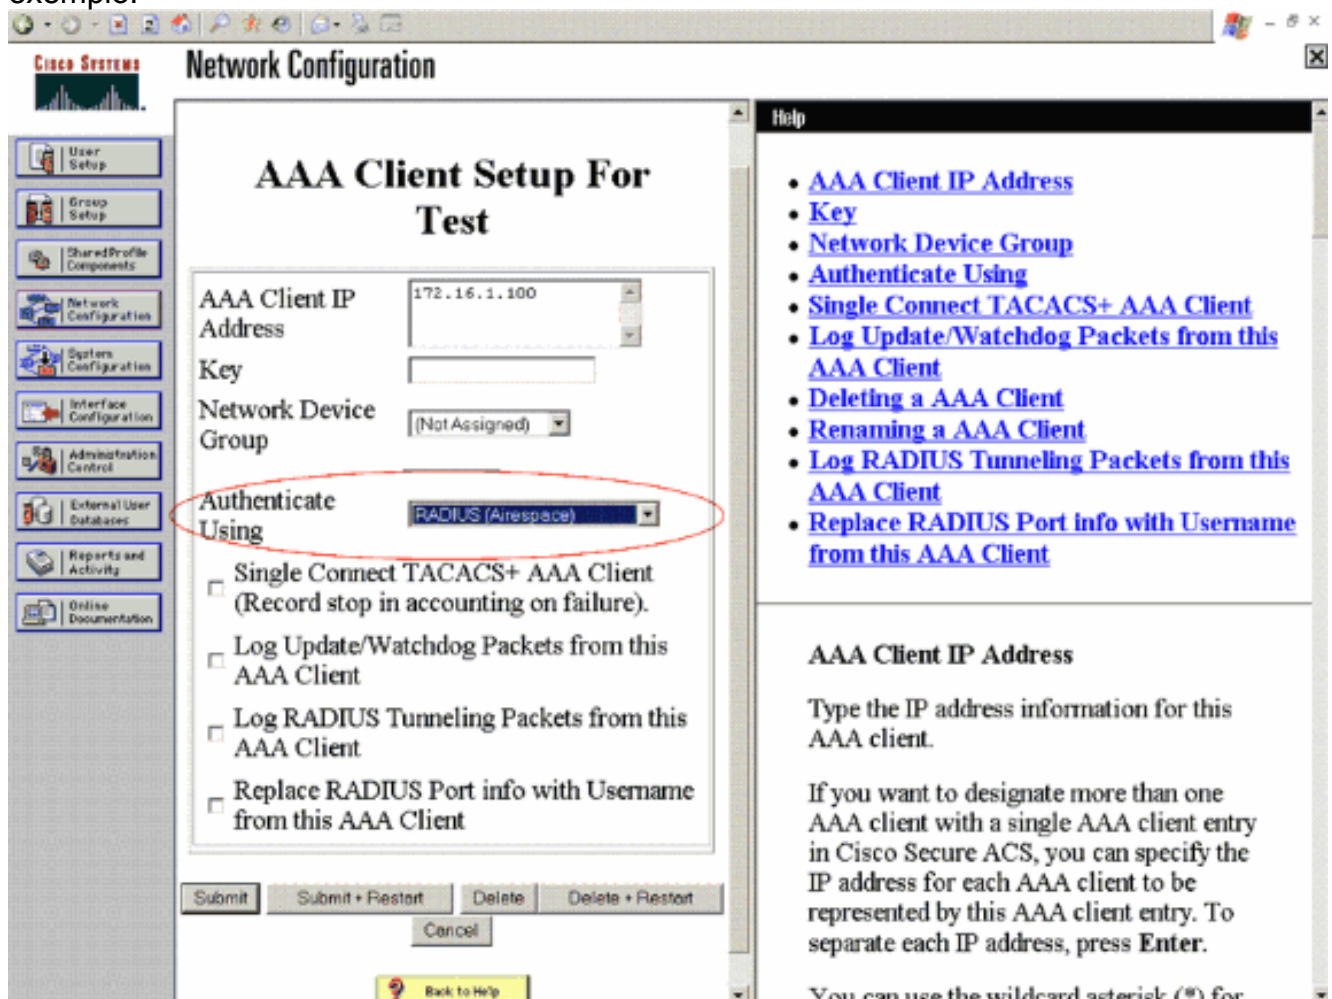 exemple:
CISCO SYSTEMS
Network Configuration
User
Setup
Group
Setup
Shared Profile
Components
Network
Configuration
System
Configuration
Interface
Configuration
Administration
Control
External User
Databases
Reports and
Activity
Online
Documentation
AAA Client Setup For
Test
AAA Client IP
Address
172.16.1.100
Key
Network Device
Group
(Not Assigned)
Authenticate
Using
RADIUS (Airespace)
Single Connect TACACS+ AAA Client
(Record stop in accounting on failure).
Log Update/Watchdog Packets from this
AAA Client
Log RADIUS Tunneling Packets from this
AAA Client
Replace RADIUS Port info with Username
from this AAA Client
Submit
Submit + Restart
Delete
Delete + Restart
Cancel
Back to Help
Help
AAA Client IP Address
Key
Network Device Group
Authenticate Using
Single Connect TACACS+ AAA Client
Log Update/Watchdog Packets from this
AAA Client
Deleting a AAA Client
Renaming a AAA Client
Log RADIUS Tunneling Packets from this
AAA Client
Replace RADIUS Port info with Username
from this AAA Client
AAA Client IP Address
Type the IP address information for this
AAA client.
If you want to designate more than one
AAA client with a single AAA client entry
in Cisco Secure ACS, you can specify the
IP address for each AAA client to be
represented by this AAA client entry. To
separate each IP address, press Enter.
You can use the wildcard asterisk (*) for